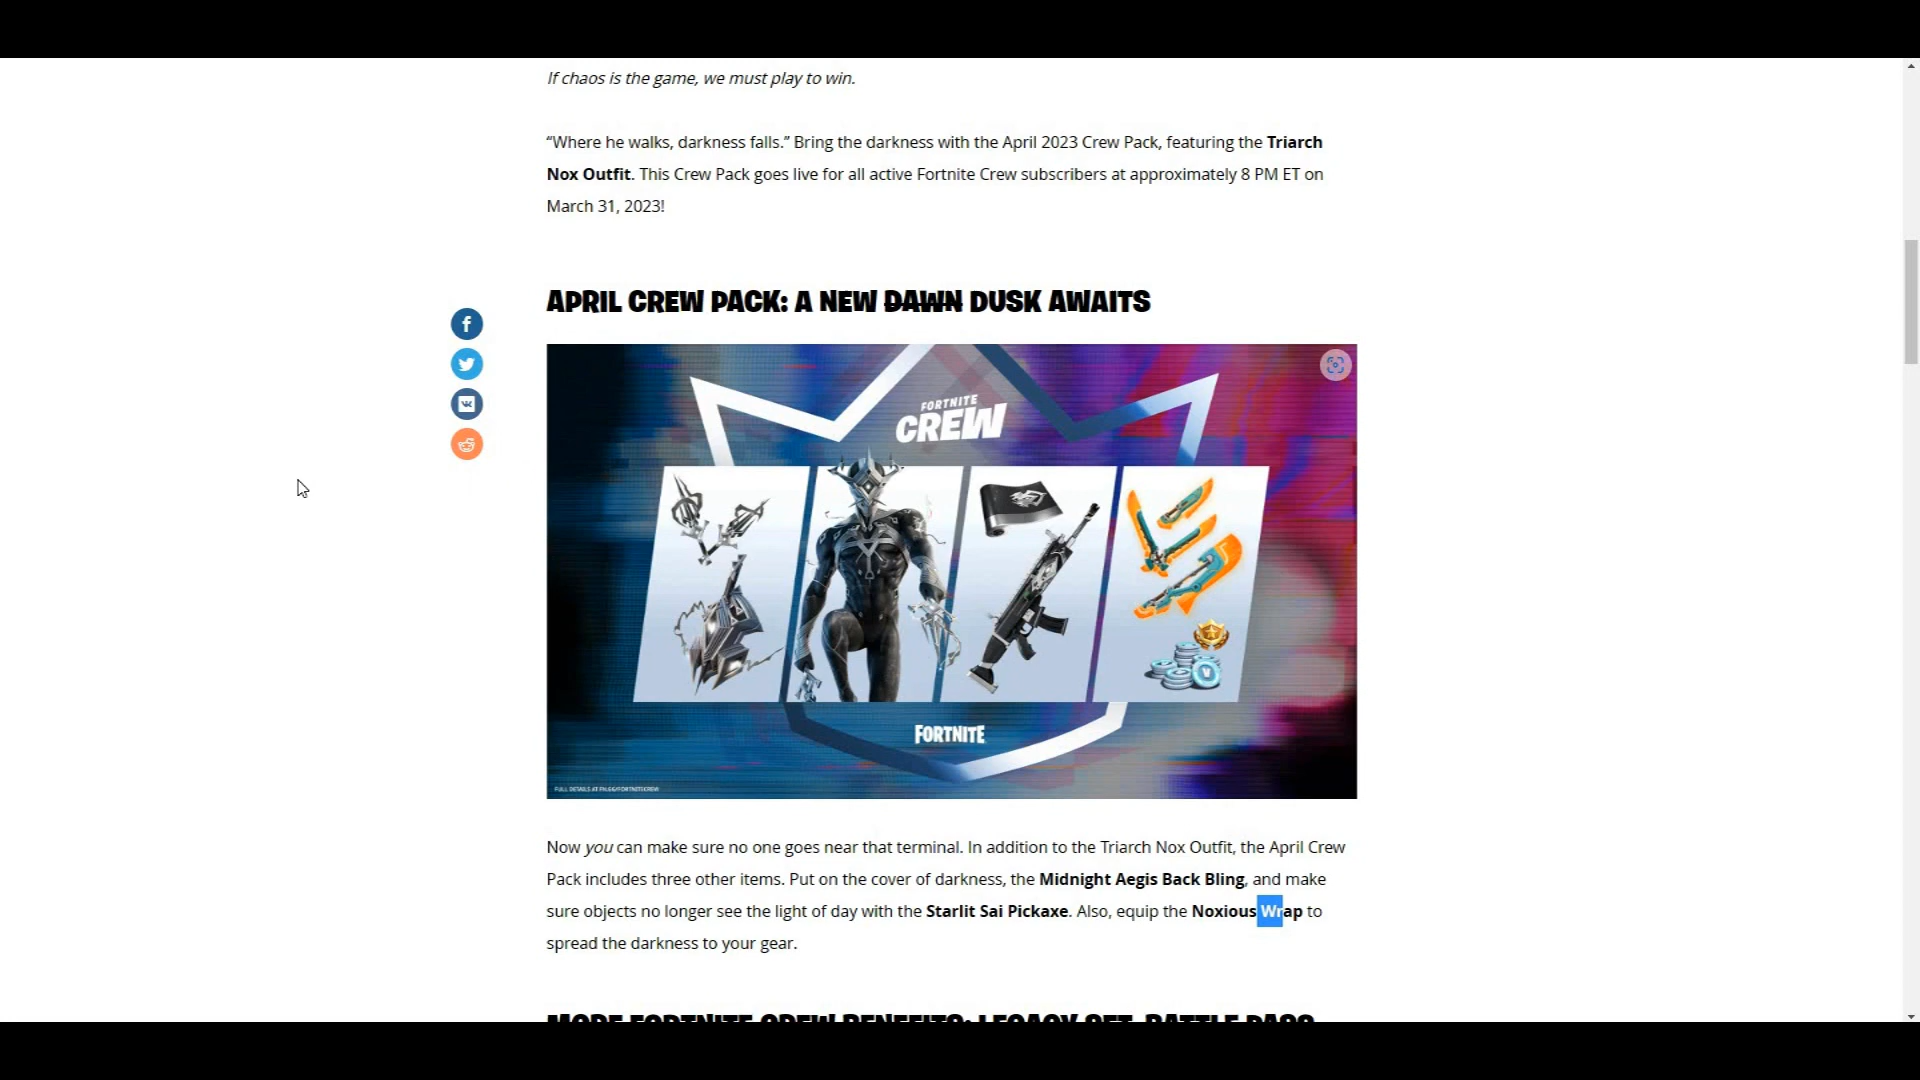 If chaos is the game, we must play to win.
“Where he walks, darkness falls.” Bring the darkness with the April 2023 Crew Pack, featuring the Triarch
Nox Outfit. This Crew Pack goes live for all active Fortnite Crew subscribers at approximately 8 PM ET on
March 31, 2023!
APRIL CREW PACK: A NEW DAWN DUSK AWAITS
FORTNITE
CREW
FORTNITE
FULL DETAILS AT FN.GG/FORTNITECREW
Now you can make sure no one goes near that terminal. In addition to the Triarch Nox Outfit, the April Crew
Pack includes three other items. Put on the cover of darkness, the Midnight Aegis Back Bling, and make
sure objects no longer see the light of day with the Starlit Sai Pickaxe. Also, equip the Noxious Wrap to
spread the darkness to your gear.
MORE FORTNITE CREW BENEFITS: LEGACY SET, BATTLE PASS